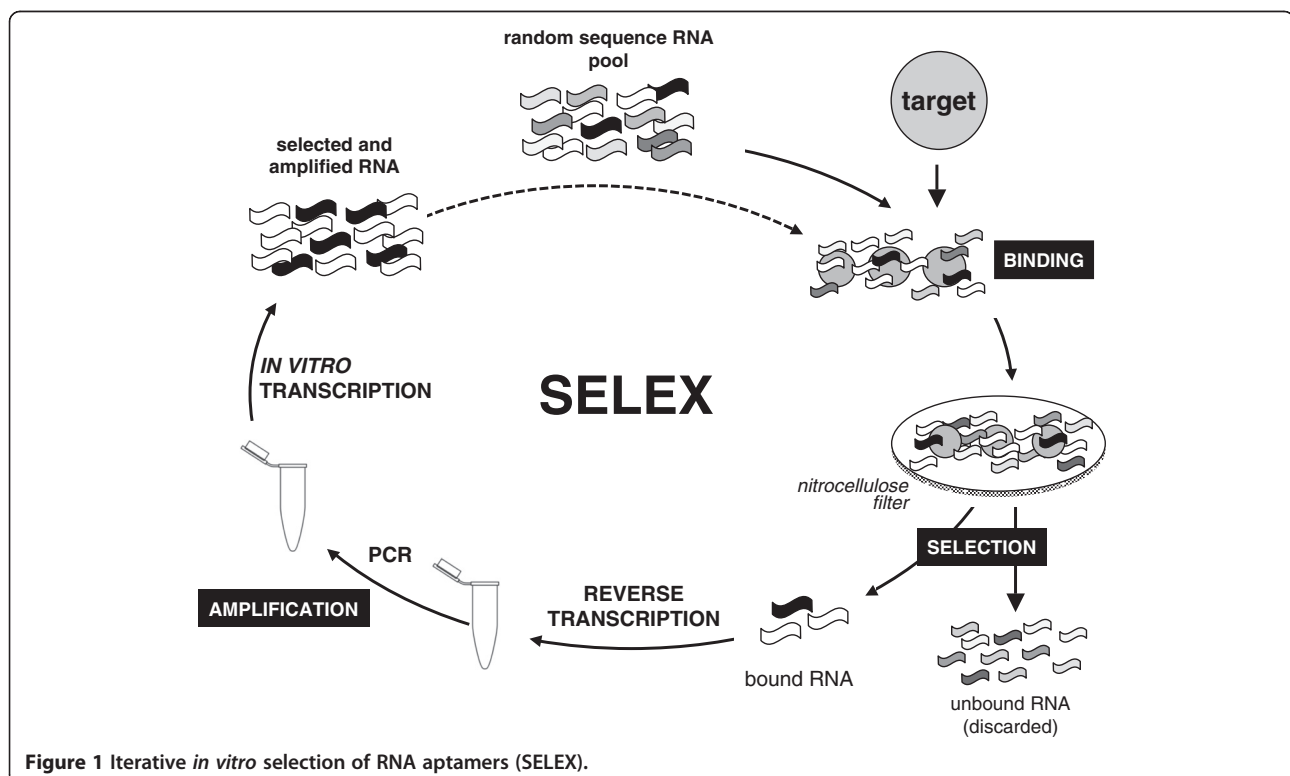 random sequence RNA
pool
target
selected and
amplified RNA
BINDING
IN VITRO
TRANSCRIPTION
SELEX
nitrocellulose
filter
SELECTION
PCR
REVERSE
TRANSCRIPTION
AMPLIFICATION
bound RNA
unbound RNA
(discarded)
Figure 1 Iterative in vitro selection of RNA aptamers (SELEX).